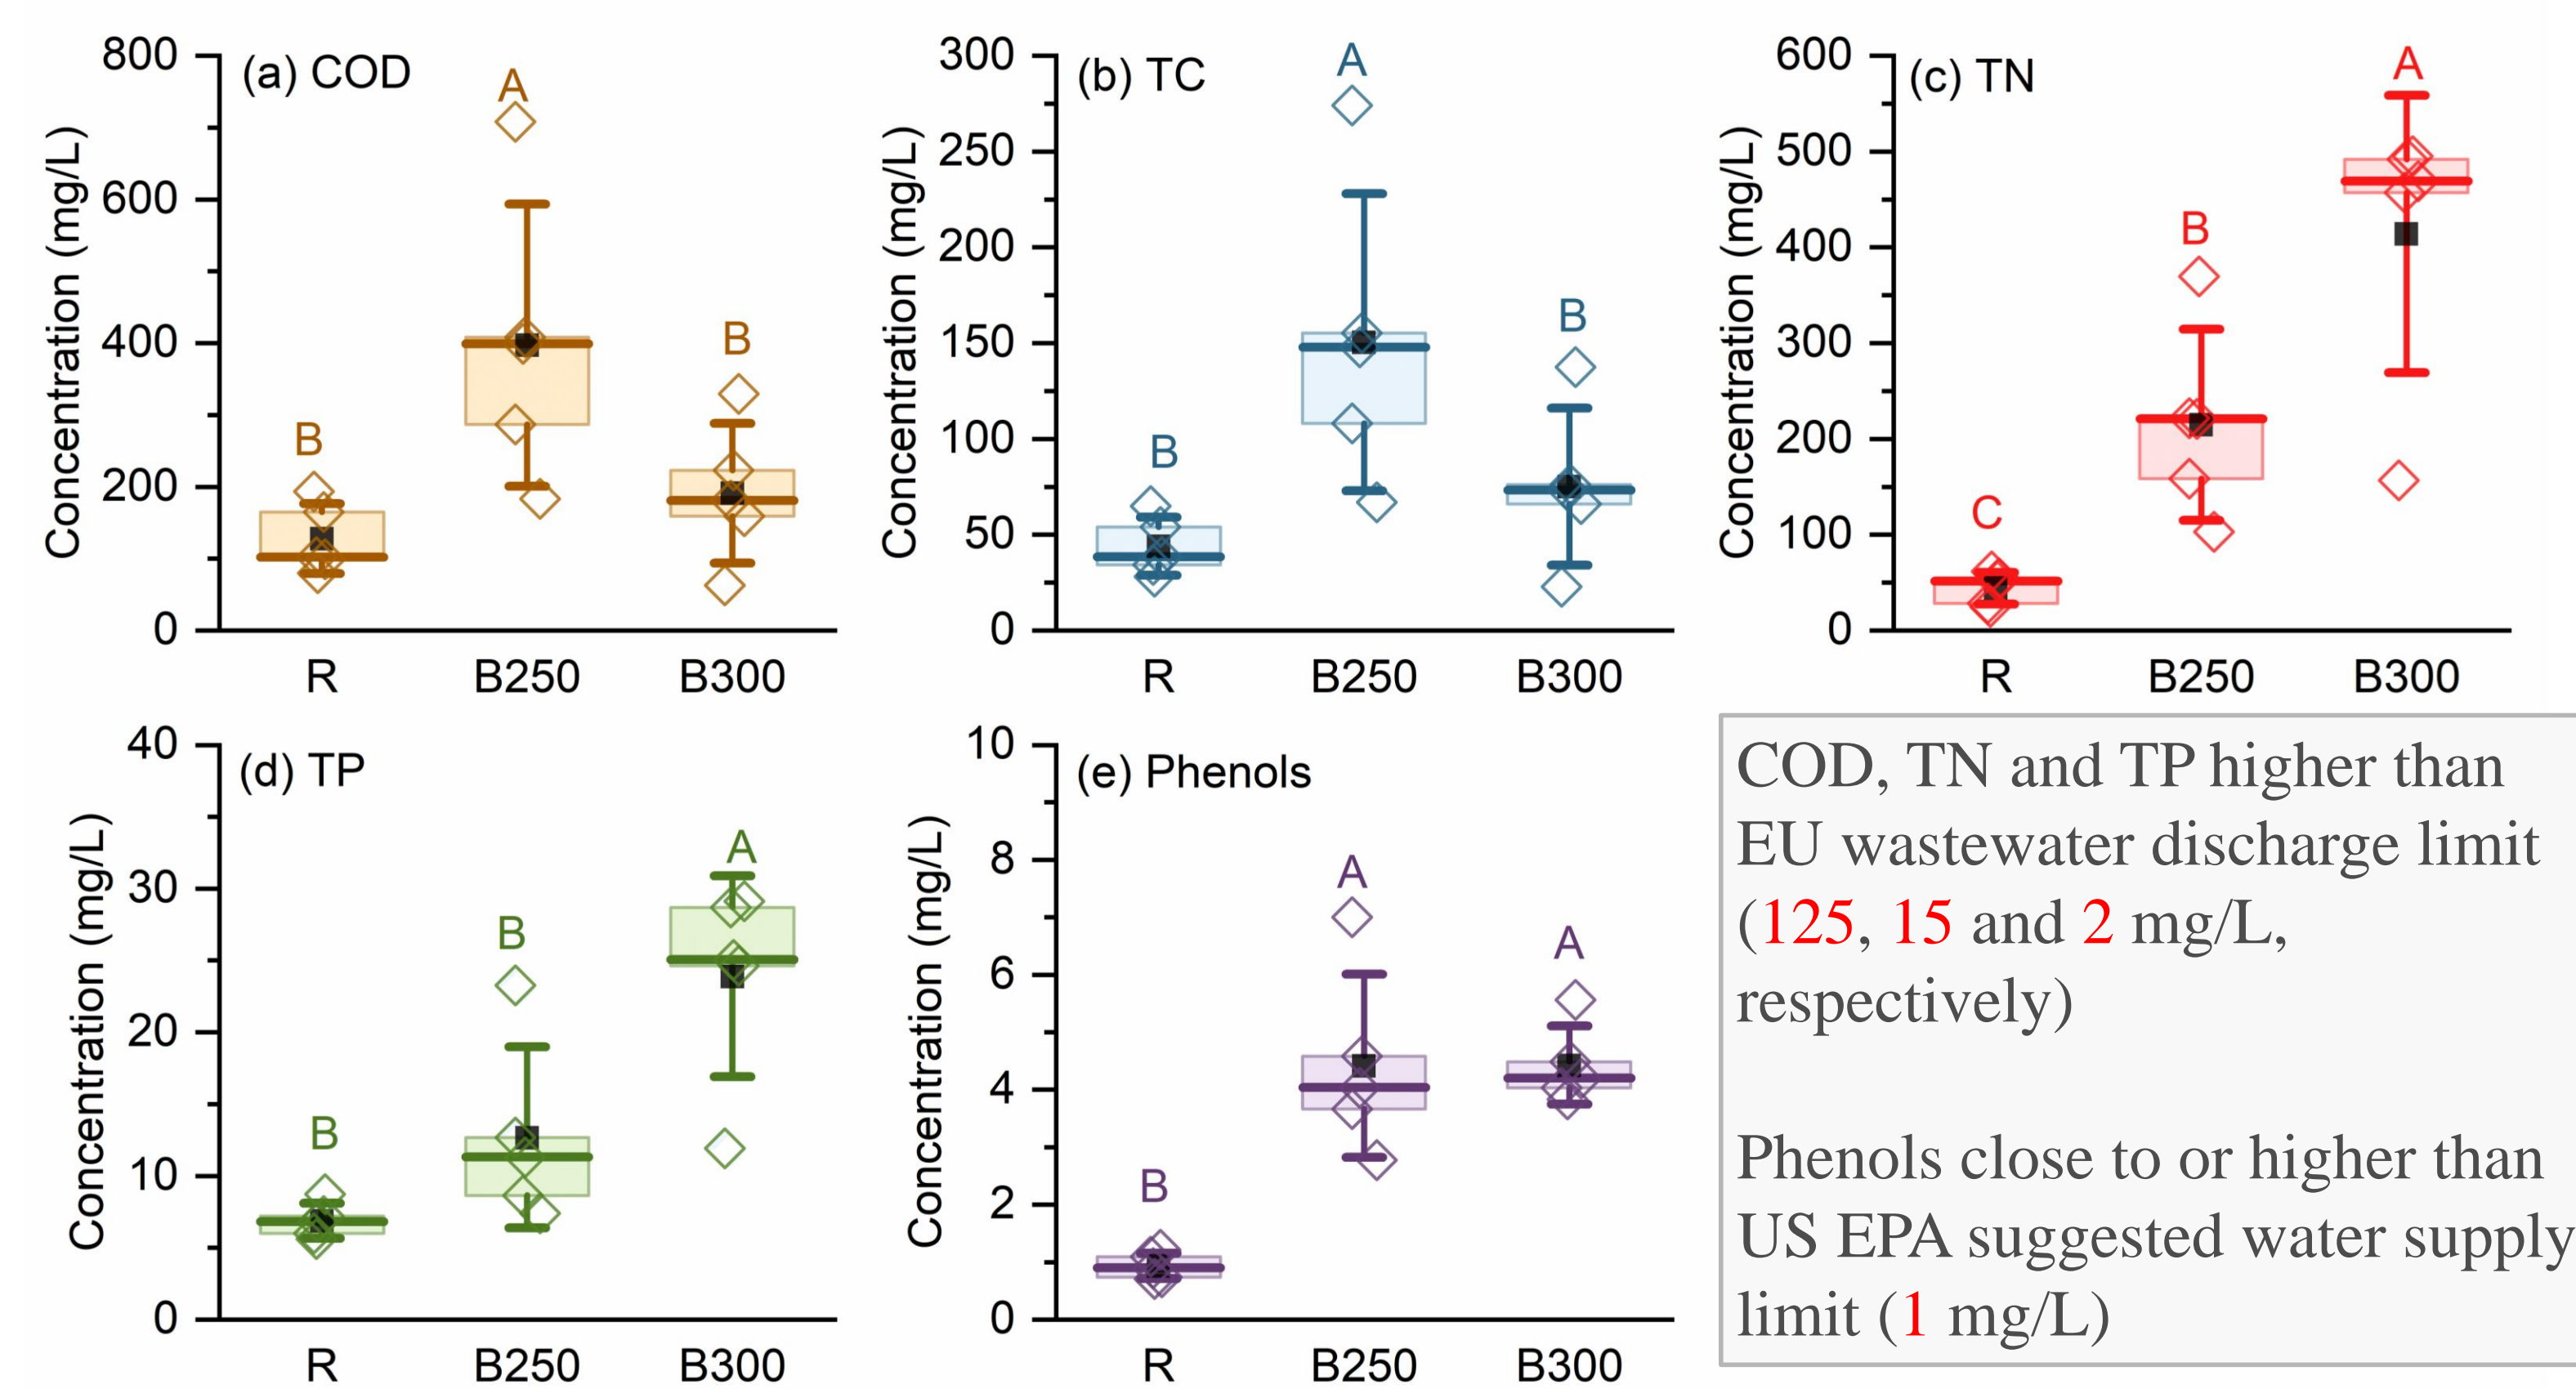 (a) COD
Concentration (mg/L)
800
600
400
200
0
B
A
B
R
B250
B300
(b) TC
Concentration (mg/L)
300
250
200
150
100
50
0
B
A
B
R
B250
B300
(c) TN
Concentration (mg/L)
600
500
400
300
200
100
0
C
B
A
R
B250
B300
(d) TP
Concentration (mg/L)
40
30
20
10
0
B
B
A
R
B250
B300
(e) Phenols
Concentration (mg/L)
10
8
6
4
2
0
B
A
A
R
B250
B300
COD, TN and TP higher than
EU wastewater discharge limit
(125, 15 and 2 mg/L,
respectively)
Phenols close to or higher than
US EPA suggested water supply
limit (1 mg/L)